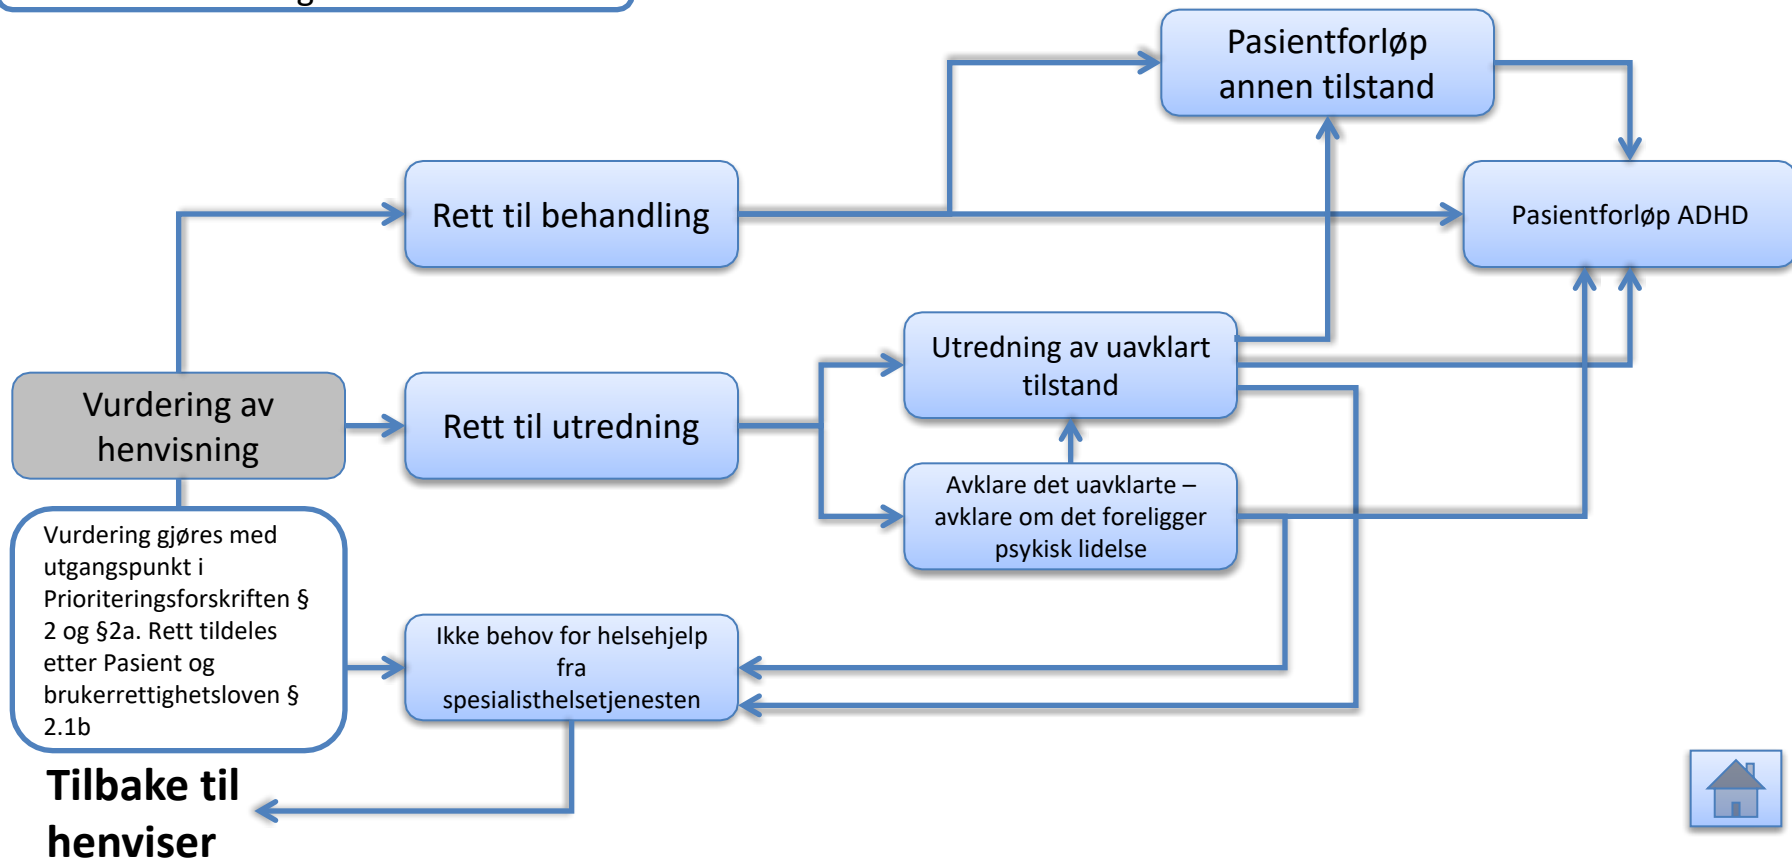 Pasientforløp
annen tilstand
Rett til behandling
Pasientforløp ADHD
Utredning av uavklart
tilstand
Vurdering av
henvisning
Rett til utredning
Avklare det uavklarte –
avklare om det foreligger
psykisk lidelse
Vurdering gjøres med
utgangspunkt i
Prioriteringsforskriften §
2 og §2a. Rett tildeles
etter Pasient og
brukerrettighetsloven §
2.1b
Ikke behov for helsehjelp
fra
spesialisthelsetjenesten
Tilbake til
henviser